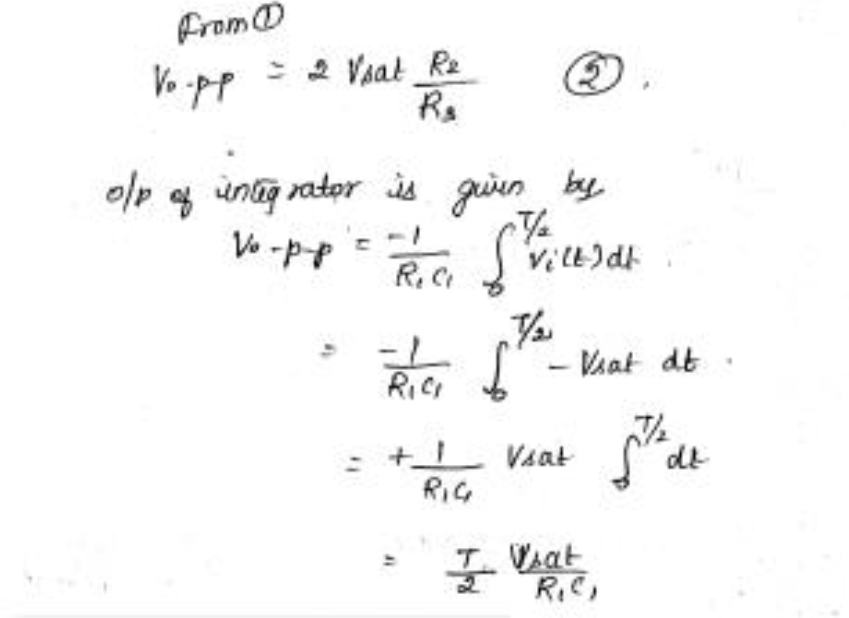 From ①
Vo-pp = 2 Vsat R2/R3 ②.
o/p of integrator is given by
Vo-p-p = -1/R1C1 ∫0^T/2 Vi(t)dt.
= -1/R1C1 ∫0^T/2 - Vsat dt.
= +1/R1C1 Vsat ∫0^T/2 dt
= T/2 Vsat/R1C1